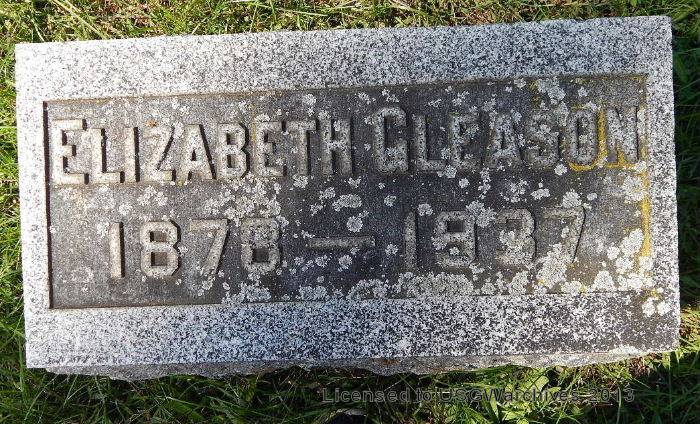 ELIZABETH GLEASON
1878 — 1937
Licensed to USGWarchives 2013